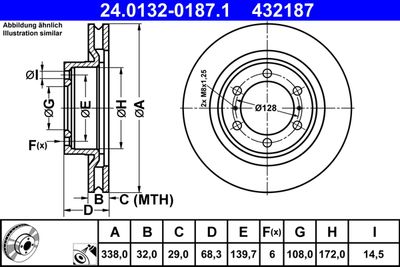 24.0132-0187.1 432187
Abbildung ähnlich
Illustration similar
ØI
ØG
ØE
ØH
ØA
F(x)
B
C (MTH)
D
2x M8x1,25
Ø128
A B C D E F(x) G H I
338,0 32,0 29,0 68,3 139,7 6 108,0 172,0 14,5